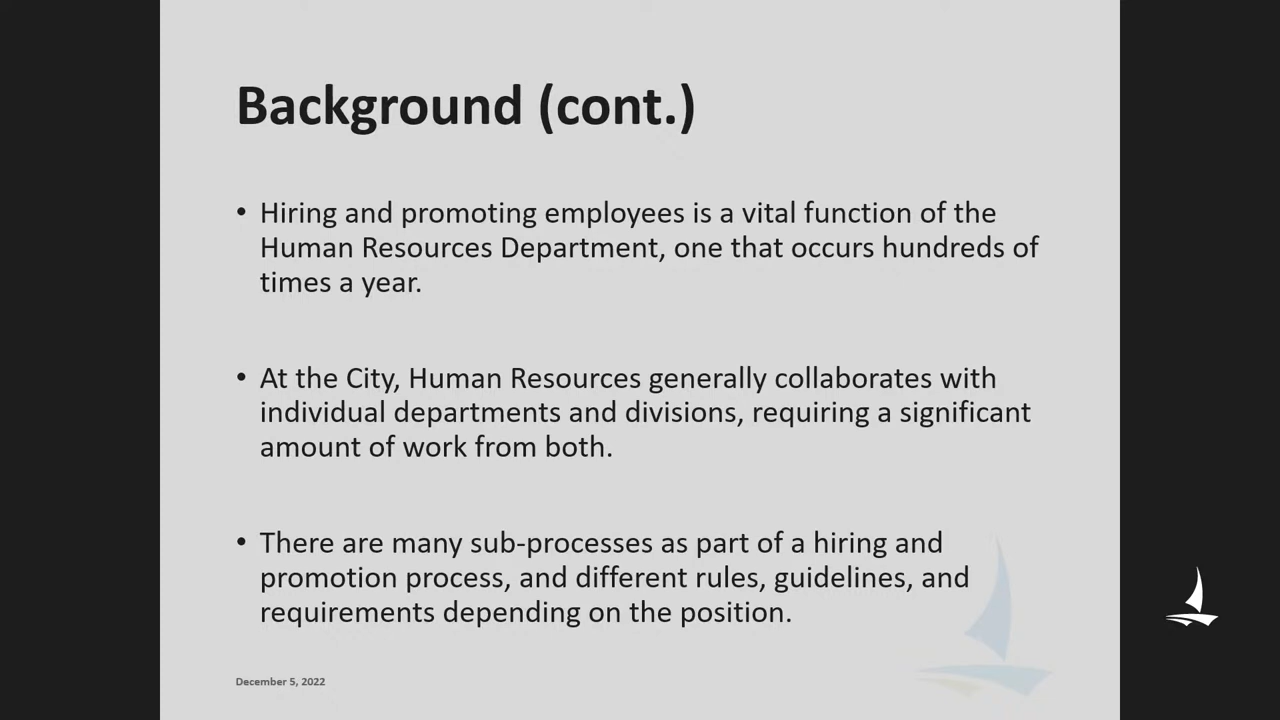 Background (cont.)
• Hiring and promoting employees is a vital function of the
Human Resources Department, one that occurs hundreds of
times a year.
• At the City, Human Resources generally collaborates with
individual departments and divisions, requiring a significant
amount of work from both.
• There are many sub-processes as part of a hiring and
promotion process, and different rules, guidelines, and
requirements depending on the position.
December 5, 2022